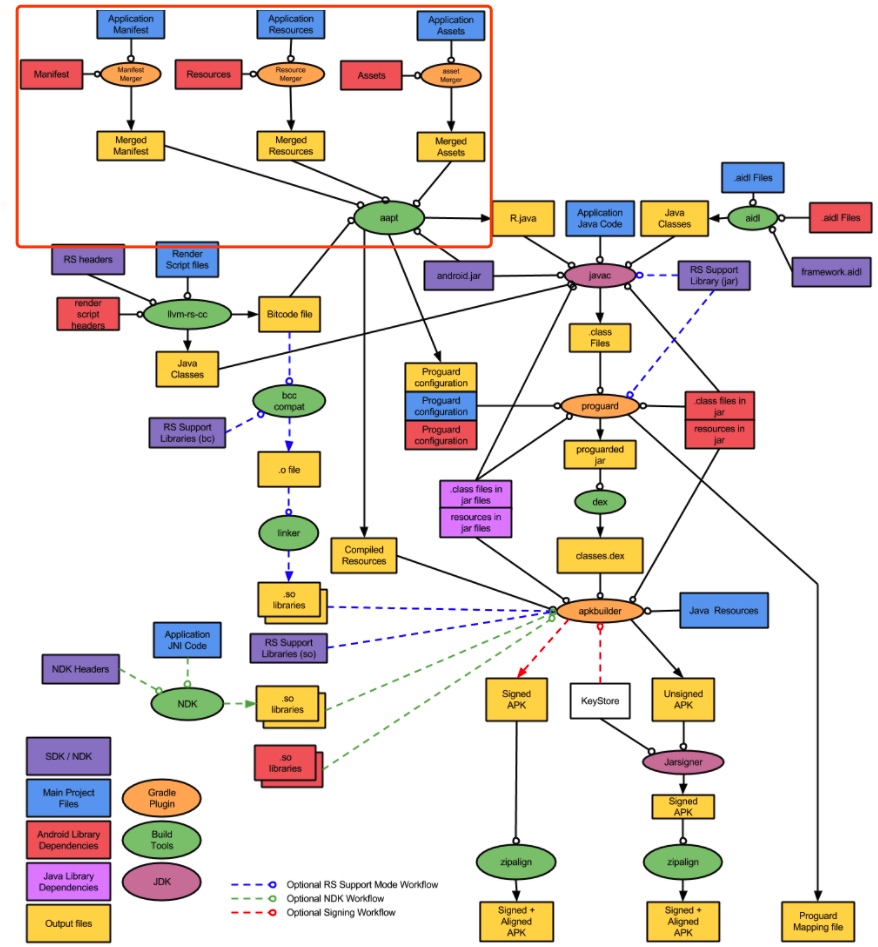 Application
Manifest
Application
Resources
Application
Assets
Manifest
Manifest
Merger
Resources
Resource
Merger
Assets
asset
Merger
Merged
Manifest
Merged
Resources
Merged
Assets
.aidl Files
aapt
R.java
Application
Java Code
Java
Classes
aidl
.aidl Files
RS headers
Render
Script files
android.jar
javac
RS Support
Library (jar)
framework.aidl
render
script
headers
llvm-rs-cc
Bitcode file
.class
Files
Java
Classes
Proguard
configuration
Proguard
configuration
Proguard
configuration
bcc
compat
proguard
.class files in
jar
resources in
jar
RS Support
Libraries (bc)
proguarded
jar
.o file
.class files in
jar files
resources in
jar files
dex
linker
Compiled
Resources
classes.dex
.so
libraries
apkbuilder
Java Resources
Application
JNI Code
RS Support
Libraries (so)
NDK Headers
NDK
.so
libraries
Signed
APK
KeyStore
Unsigned
APK
SDK / NDK
.so
libraries
Jarsigner
Main Project
Files
Gradle
Plugin
Signed
APK
Android Library
Dependencies
Build
Tools
zipalign
zipalign
Java Library
Dependencies
JDK
Optional RS Support Mode Workflow
Optional NDK Workflow
Optional Signing Workflow
Output files
Signed +
Aligned
APK
Signed +
Aligned
APK
Proguard
Mapping file